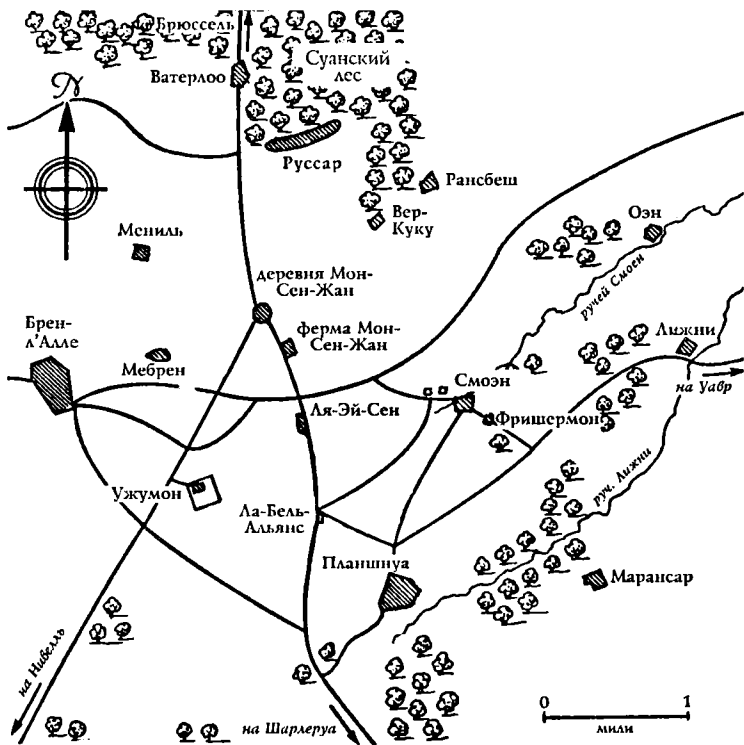 на Брюссель
Суанский
лес
Ватерлоо
N
Руссар
Рансбеш
Вер-
Куку
Оэн
Мениль
ручей Смоен
деревня Мон-
Сен-Жан
Брен-
л'Алле
ферма Мон-
Сен-Жан
Лижни
Мебрен
Смоэн
на Уавр
Ля-Эй-Сен
Фришермон
руч. Лижни
Ужумон
Ла-Бель-
Альянс
Планшнуа
Марансар
на Нивелль
0 1
мили
на Шарлеруа